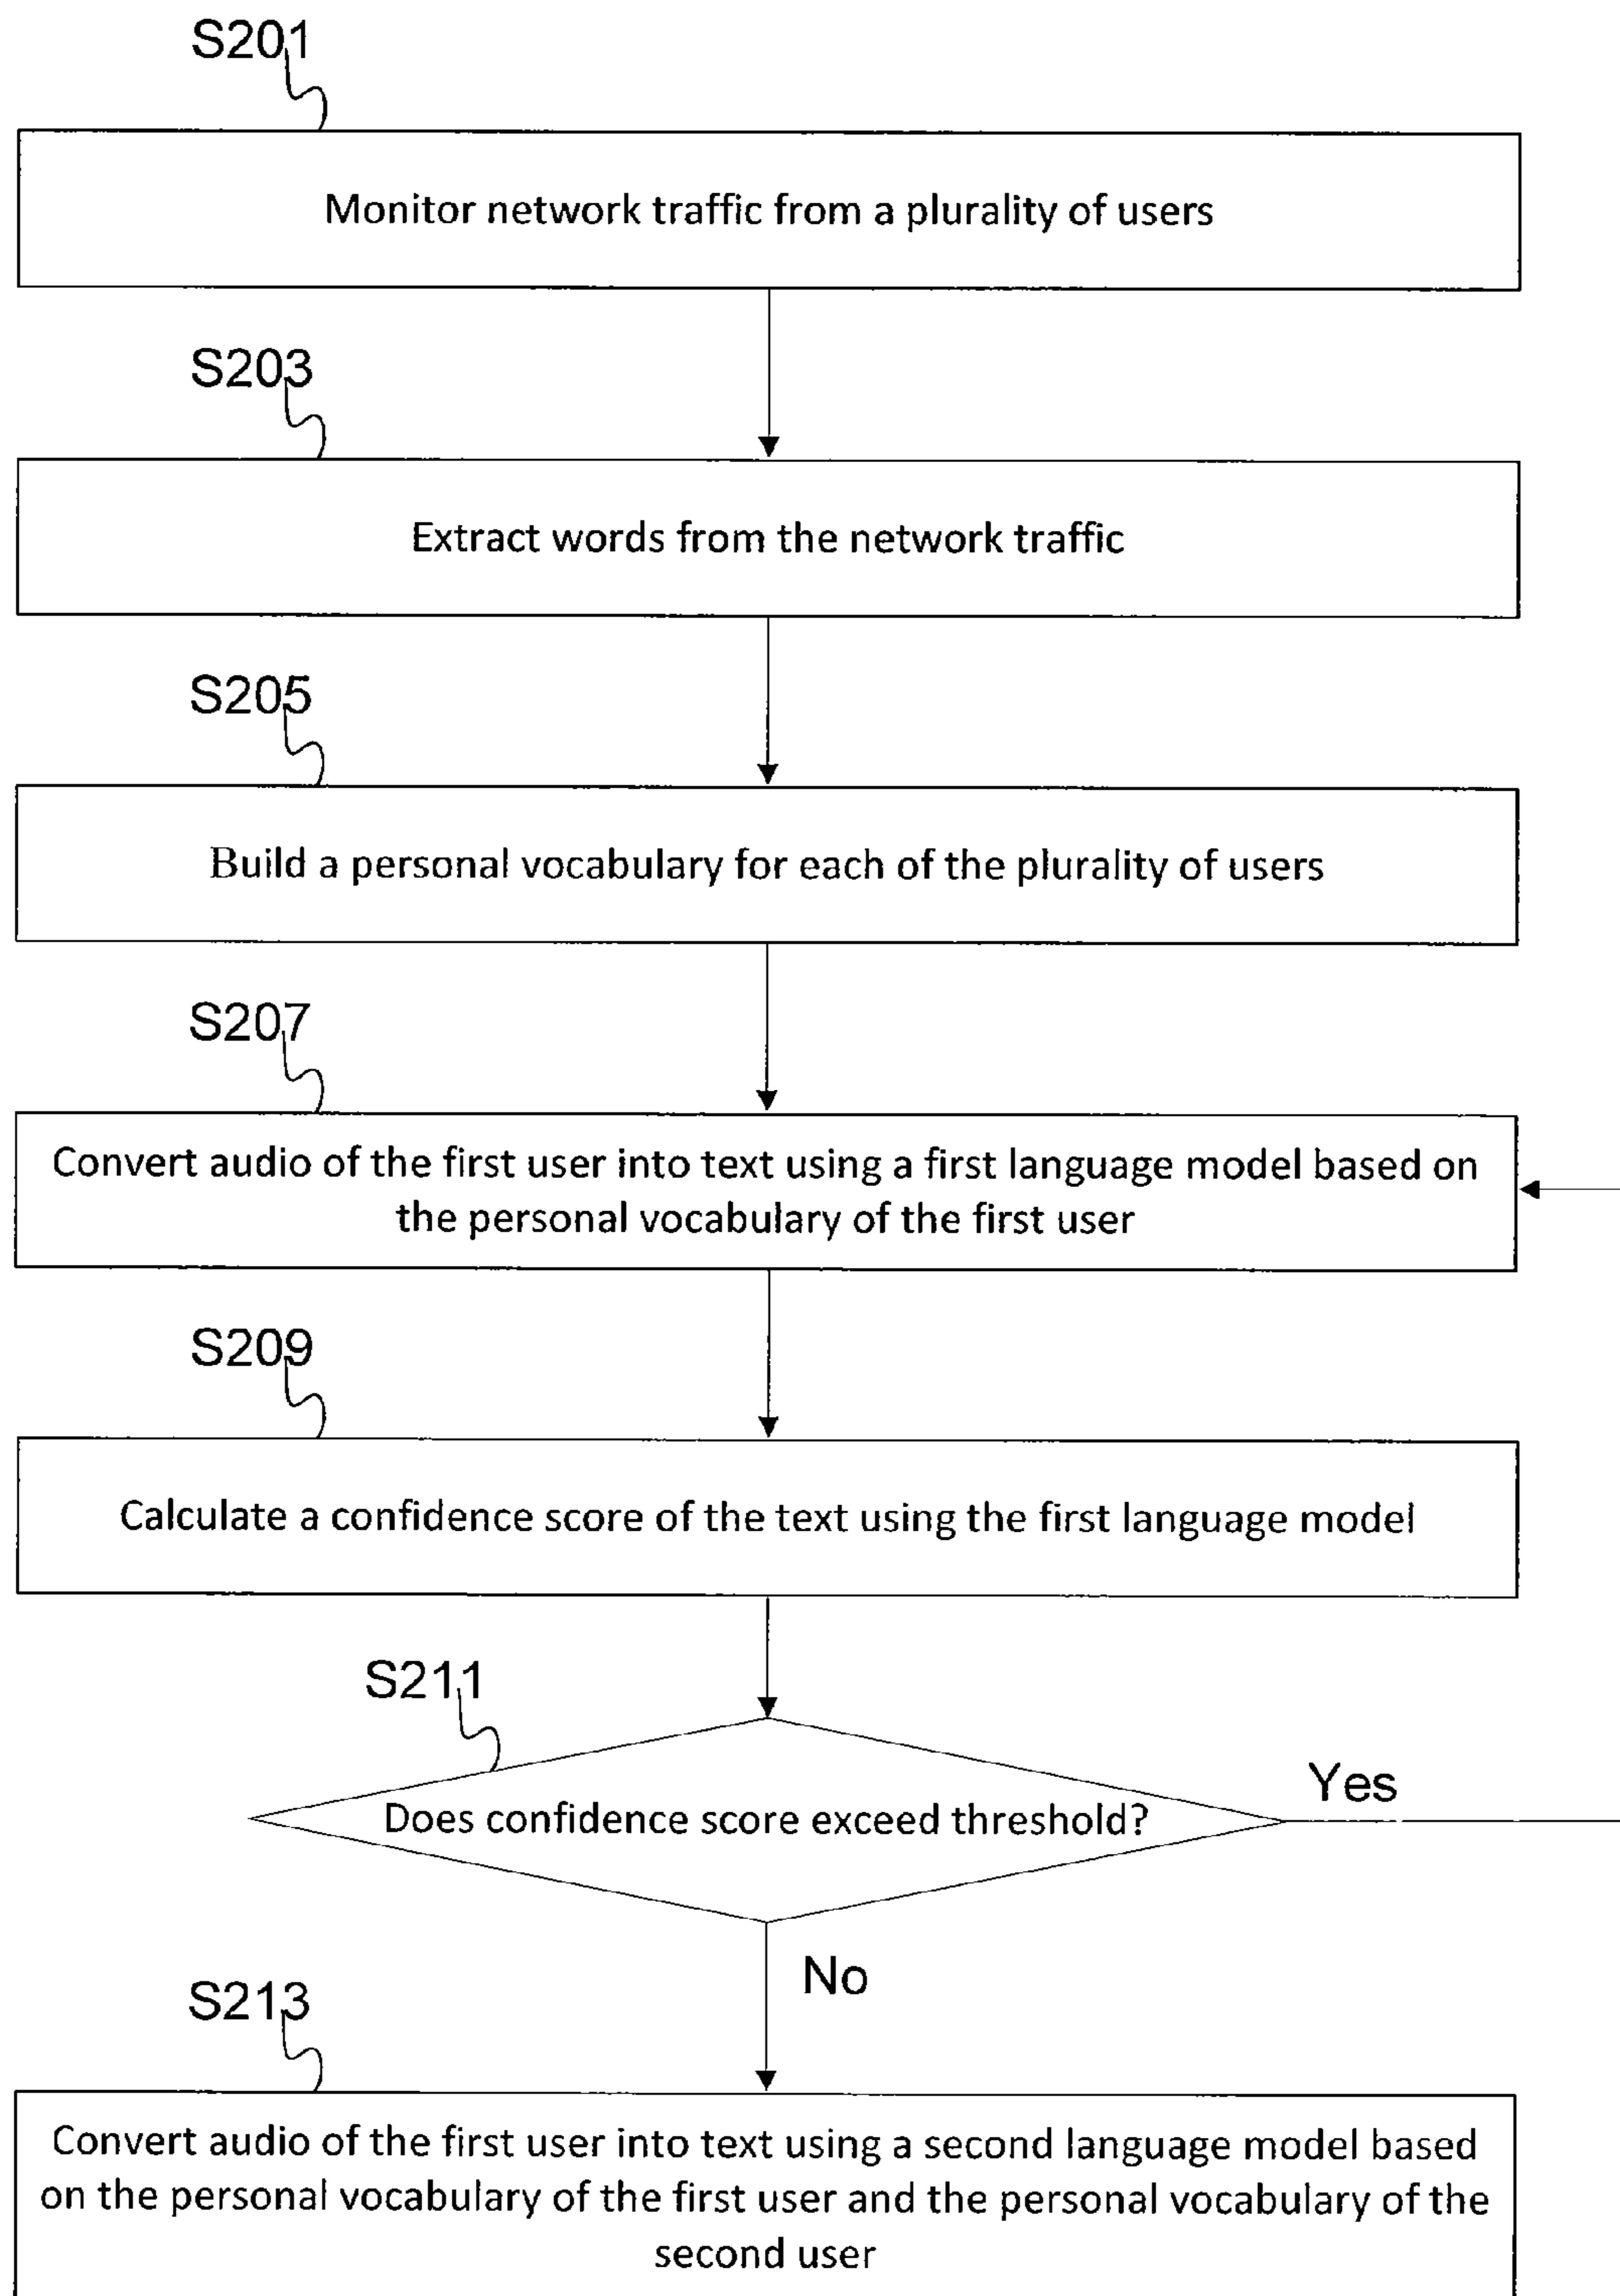 S201
Monitor network traffic from a plurality of users
S203
Extract words from the network traffic
S205
Build a personal vocabulary for each of the plurality of users
S207
Convert audio of the first user into text using a first language model based on
the personal vocabulary of the first user
S209
Calculate a confidence score of the text using the first language model
S211
Does confidence score exceed threshold?
Yes
No
S213
Convert audio of the first user into text using a second language model based
on the personal vocabulary of the first user and the personal vocabulary of the
second user